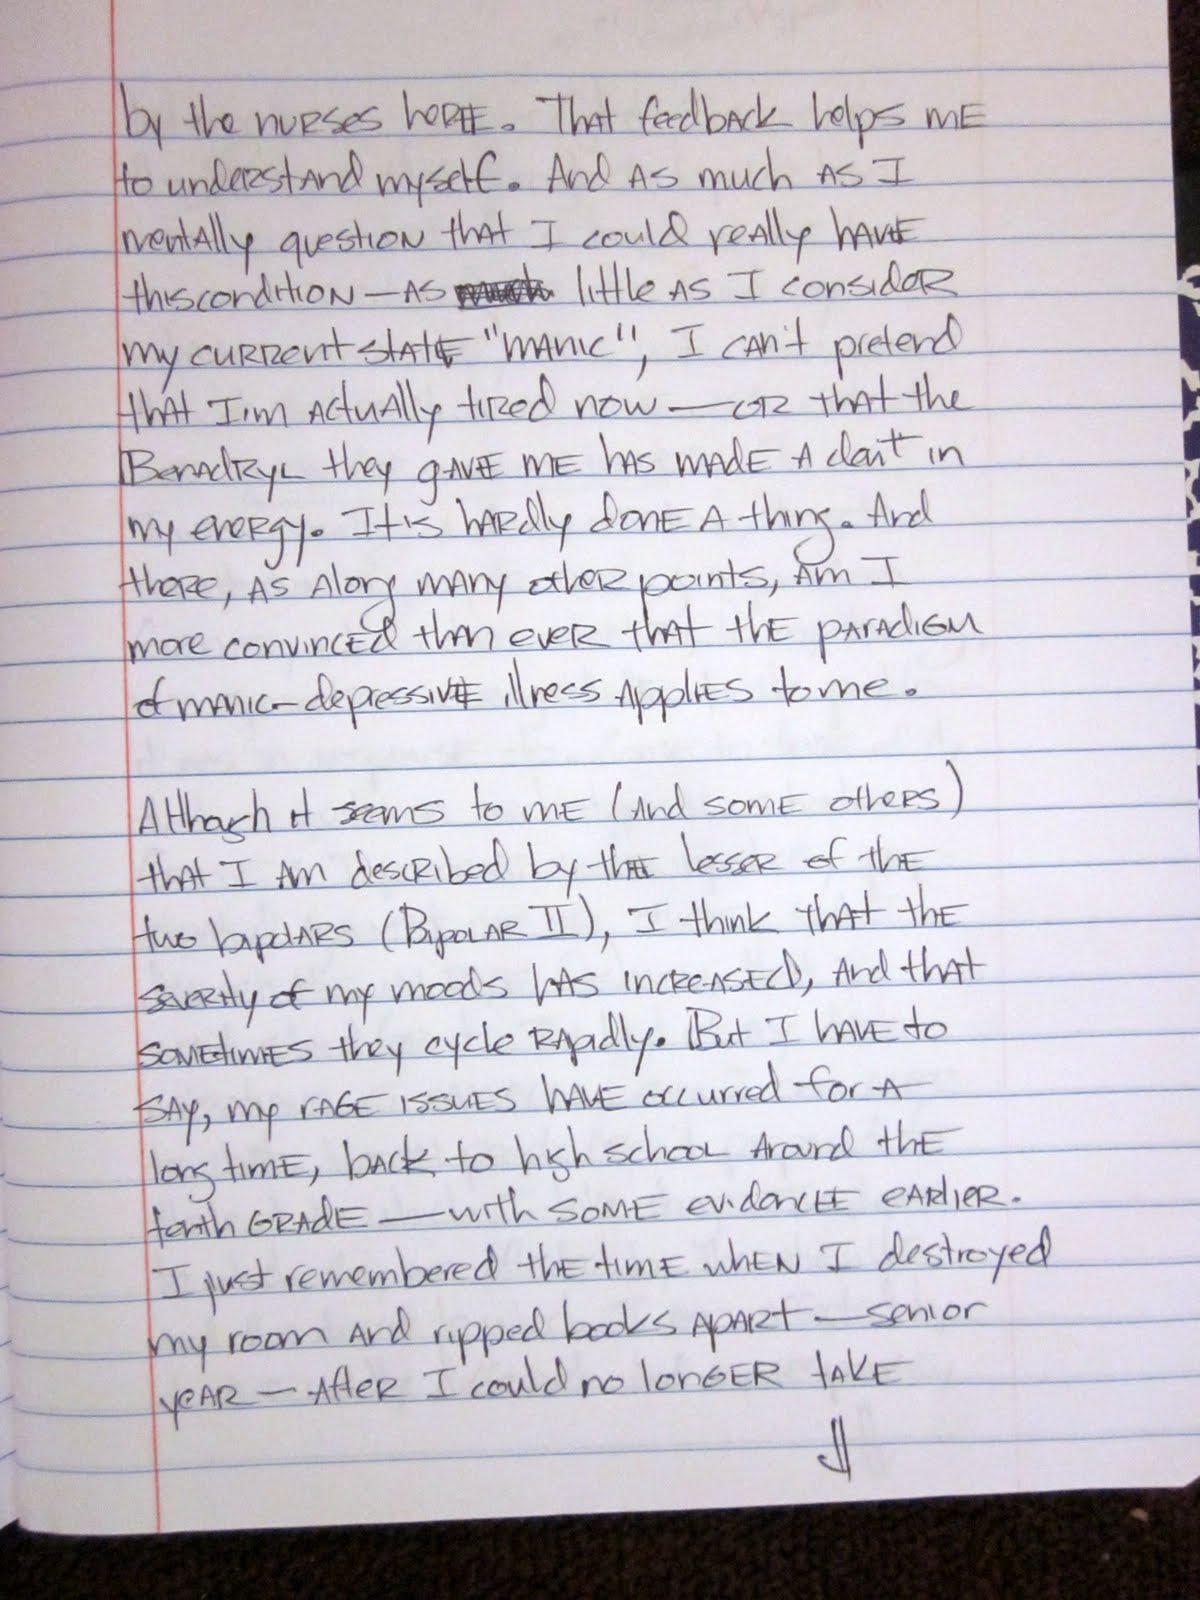 by the nurses here. That feedback helps me
to understand myself. And as much as I
mentally question that I could really have
this condition — as much little as I consider
my current state "manic", I can't pretend
that I'm actually tired now — or that the
Benadryl they gave me has made a dent in
my energy. It's hardly done a thing. And
there, as along many other points, am I
more convinced than ever that the paradigm
of manic-depressive illness applies to me.
Although it seems to me (and some others)
that I am described by the lesser of the
two bipolars (Bipolar II), I think that the
severity of my moods has increased, and that
sometimes they cycle rapidly. But I have to
say, my rage issues have occurred for a
long time, back to high school around the
tenth grade — with some evidence earlier.
I just remembered the time when I destroyed
my room and ripped books apart — senior
year — after I could no longer take